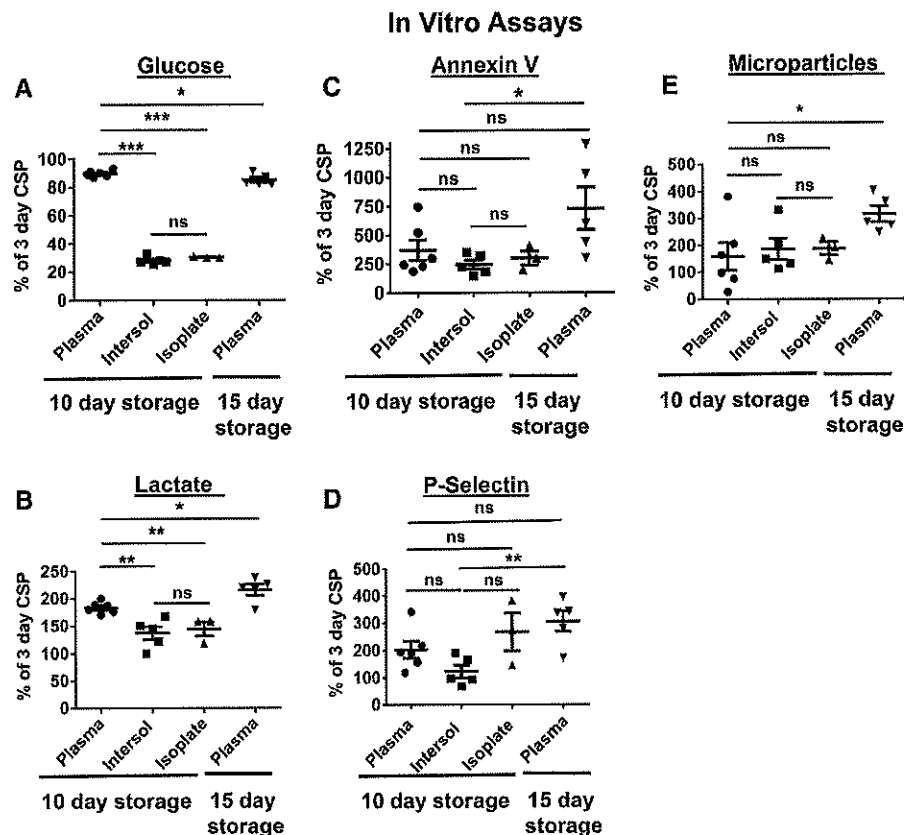 In Vitro Assays
A
Glucose
*
***
***
ns
% of 3 day CSP
100
80
60
40
20
0
Plasma
Intersol
Isoplate
Plasma
10 day storage
15 day
storage
C
Annexin V
*
ns
ns
ns
ns
% of 3 day CSP
1250
1000
750
500
250
0
Plasma
Intersol
Isoplate
Plasma
10 day storage
15 day
storage
E
Microparticles
*
ns
ns
ns
% of 3 day CSP
500
400
300
200
100
0
Plasma
Intersol
Isoplate
Plasma
10 day storage
15 day
storage
B
Lactate
*
**
**
ns
% of 3 day CSP
250
200
150
100
50
0
Plasma
Intersol
Isoplate
Plasma
10 day storage
15 day
storage
D
P-Selectin
ns
ns
**
ns
ns
% of 3 day CSP
500
400
300
200
100
0
Plasma
Intersol
Isoplate
Plasma
10 day storage
15 day
storage